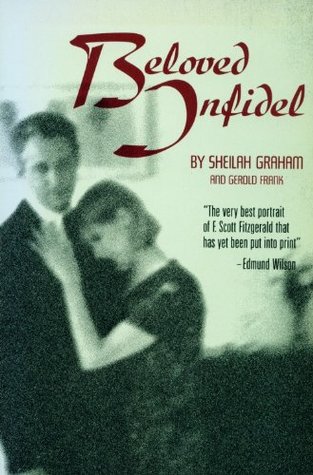 Beloved
Infidel
BY SHEILAH GRAHAM
AND GEROLD FRANK
"The very best portrait
of F. Scott Fitzgerald that
has yet been put into print"
–Edmund Wilson